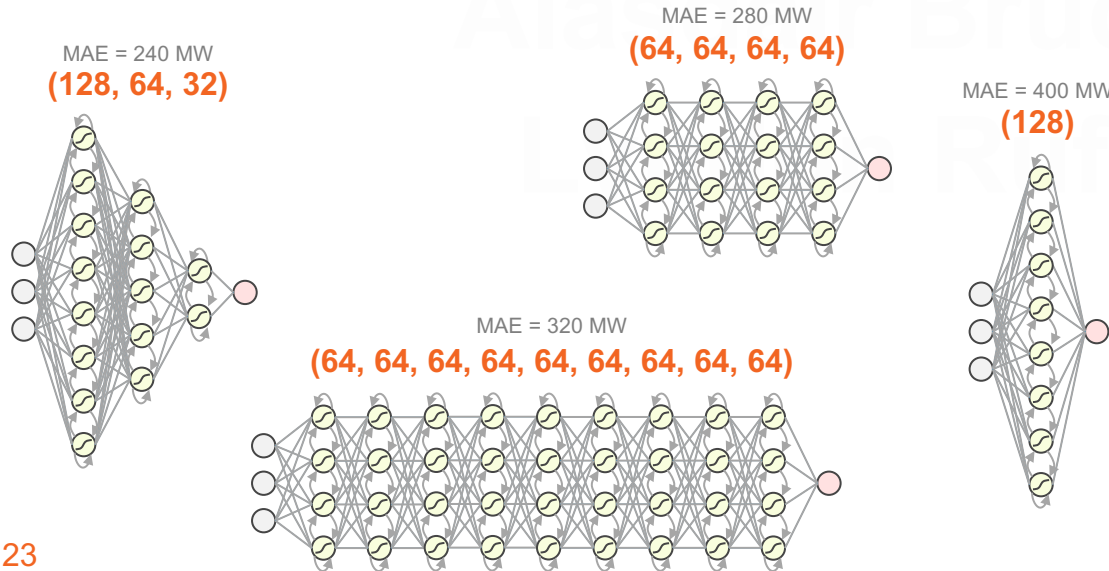 MAE = 280 MW
(64, 64, 64, 64)
MAE = 240 MW
(128, 64, 32)
MAE = 400 MW
(128)
MAE = 320 MW
(64, 64, 64, 64, 64, 64, 64, 64, 64)
23